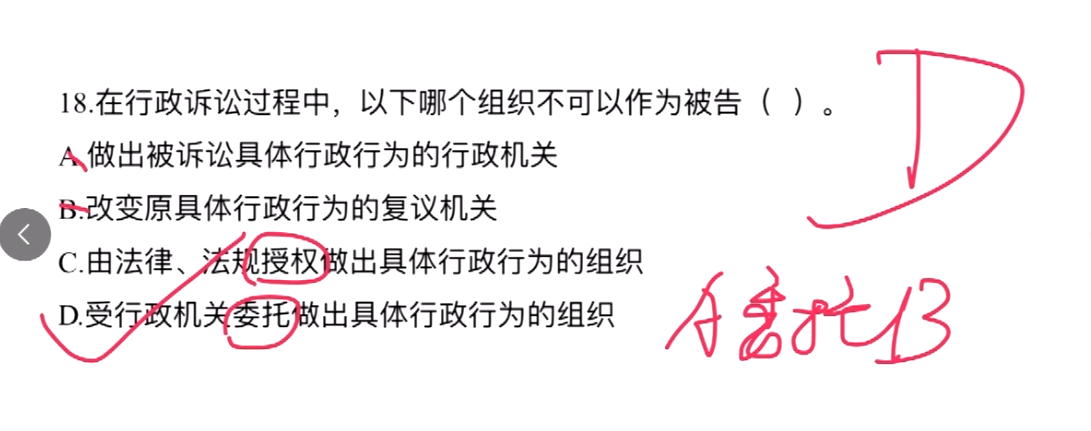 18.在行政诉讼过程中，以下哪个组织不可以作为被告（ ）。
A.做出被诉讼具体行政行为的行政机关
B.改变原具体行政行为的复议机关
C.由法律、法规授权做出具体行政行为的组织
D.受行政机关委托做出具体行政行为的组织
D
A委托B